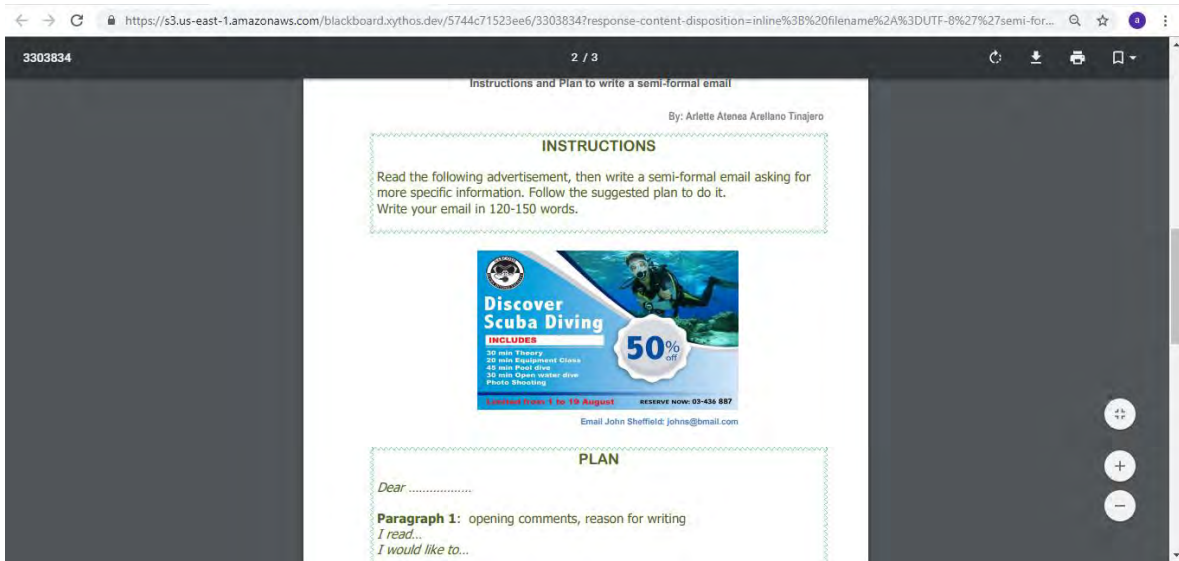 https://s3.us-east-1.amazonaws.com/blackboard.xythos.dev/5744c71523ee6/3303834?response-content-disposition=inline%3B%20filename%2A%3DUTF-8%27%27semi-for...
a
3303834
2 / 3
Instructions and Plan to write a semi-formal email
By: Arlette Atenea Arellano Tinajero
INSTRUCTIONS
Read the following advertisement, then write a semi-formal email asking for
more specific information. Follow the suggested plan to do it.
Write your email in 120-150 words.
Discover
Scuba Diving
INCLUDES
30 min Theory
20 min Equipment Class
45 min Pool dive
30 min Open water dive
Photo Shooting
50% off
from 1 to 19 August
RESERVE NOW: 03-436 887
Email John Sheffield: johns@bmail.com
PLAN
Dear ..................
Paragraph 1: opening comments, reason for writing
I read...
I would like to...